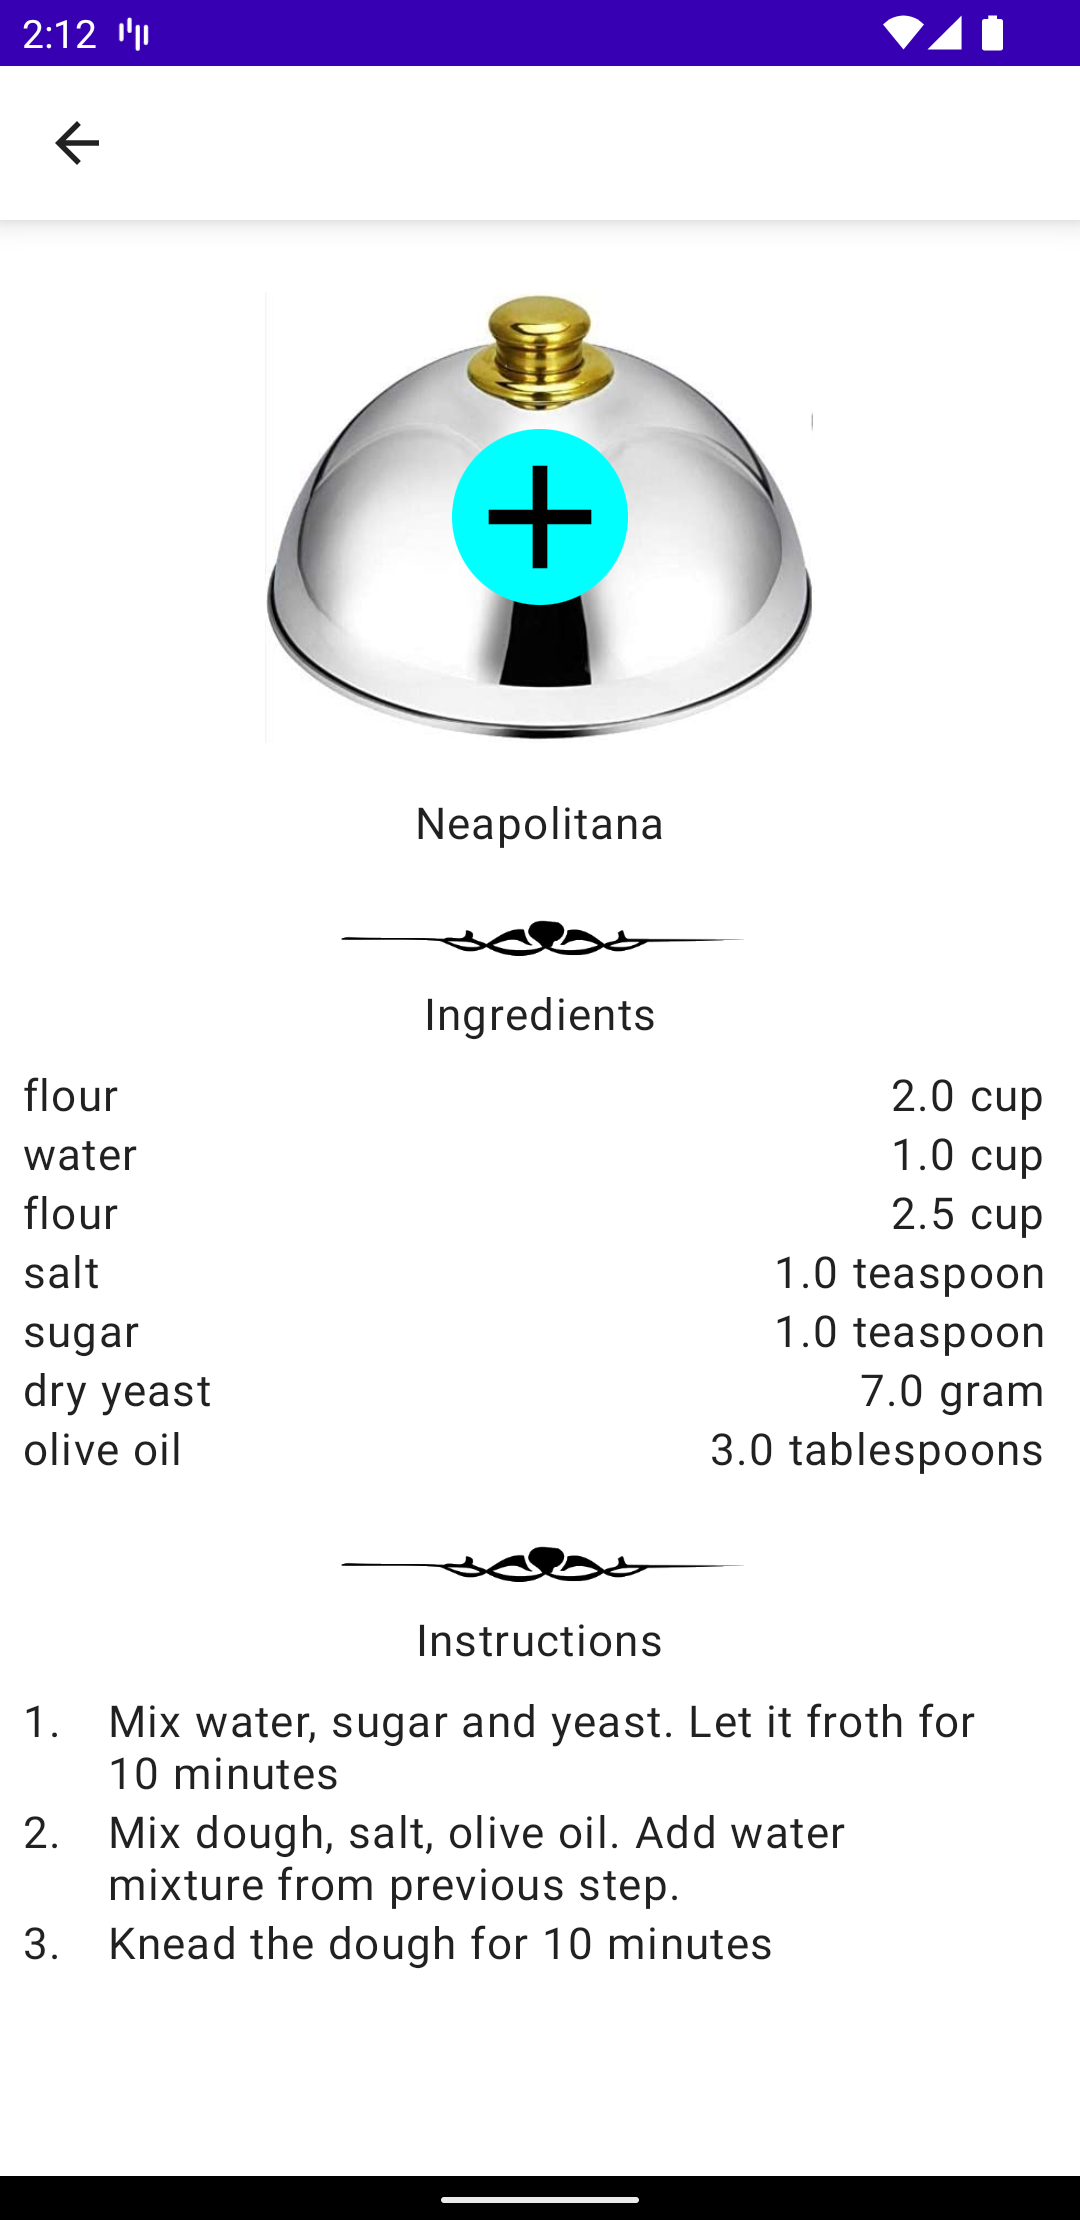 2:12
Neapolitana
Ingredients
flour 2.0 cup
water 1.0 cup
flour 2.5 cup
salt 1.0 teaspoon
sugar 1.0 teaspoon
dry yeast 7.0 gram
olive oil 3.0 tablespoons
Instructions
1. Mix water, sugar and yeast. Let it froth for
10 minutes
2. Mix dough, salt, olive oil. Add water
mixture from previous step.
3. Knead the dough for 10 minutes